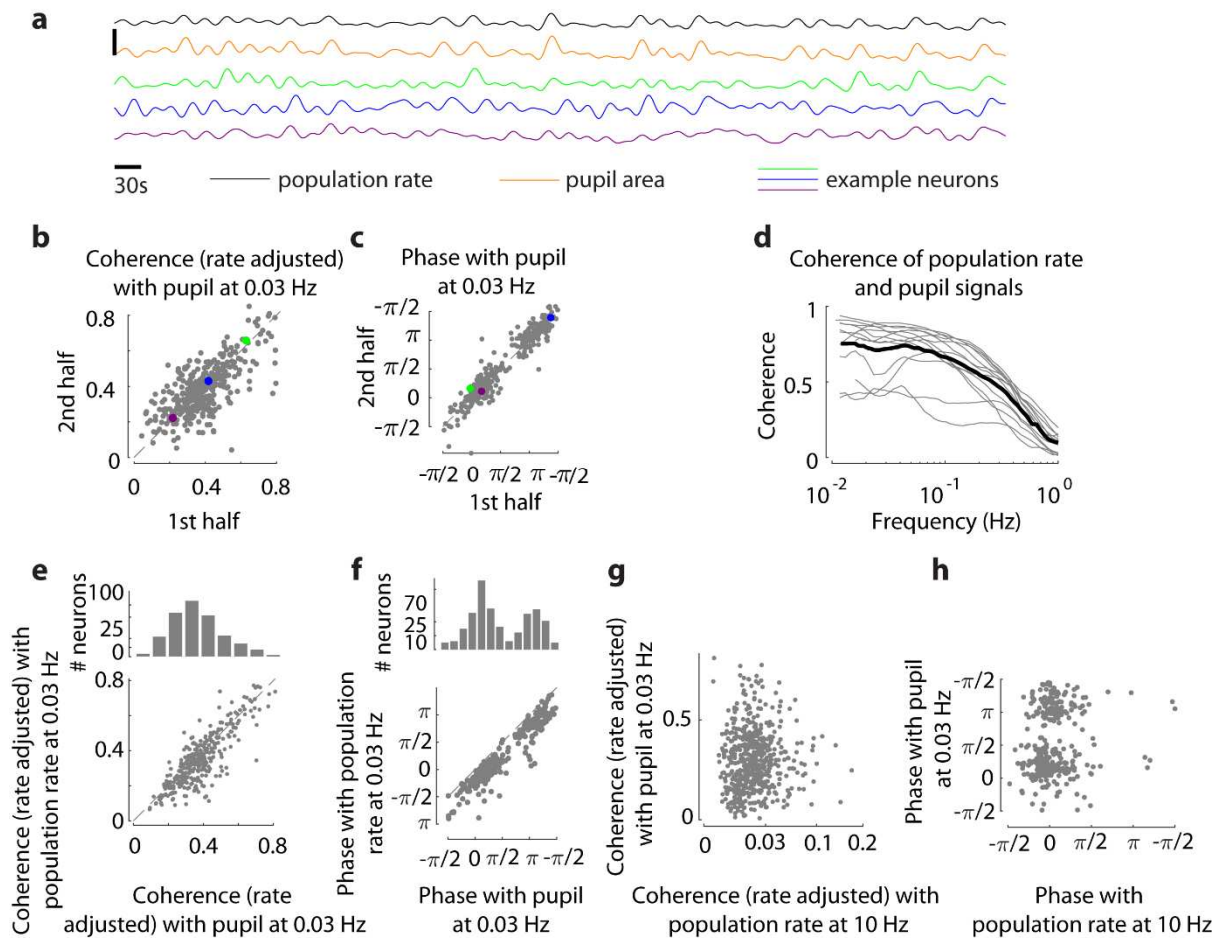 a
30s
population rate
pupil area
example neurons
b
Coherence (rate adjusted)
with pupil at 0.03 Hz
2nd half
0.8
0.4
0
0
0.4
0.8
1st half
c
Phase with pupil
at 0.03 Hz
2nd half
-π/2
π
π/2
0
-π/2
-π/2
0
π/2
π
-π/2
1st half
d
Coherence of population rate
and pupil signals
Coherence
1
0.5
0
10-2
10-1
100
Frequency (Hz)
e
# neurons
100
25
0
Coherence (rate adjusted) with
population rate at 0.03 Hz
0.8
0.4
0
0
0.4
0.8
Coherence (rate
adjusted) with pupil at 0.03 Hz
f
# neurons
70
25
10
Phase with population
rate at 0.03 Hz
π
π/2
0
-π/2
π
-π/2
0
π/2
π
-π/2
Phase with pupil
at 0.03 Hz
g
Coherence (rate adjusted)
with pupil at 0.03 Hz
0.5
0
0
0.03
0.1
0.2
Coherence (rate adjusted) with
population rate at 10 Hz
h
Phase with pupil
at 0.03 Hz
-π/2
π
π/2
0
-π/2
-π/2
0
π/2
π
-π/2
Phase with
population rate at 10 Hz